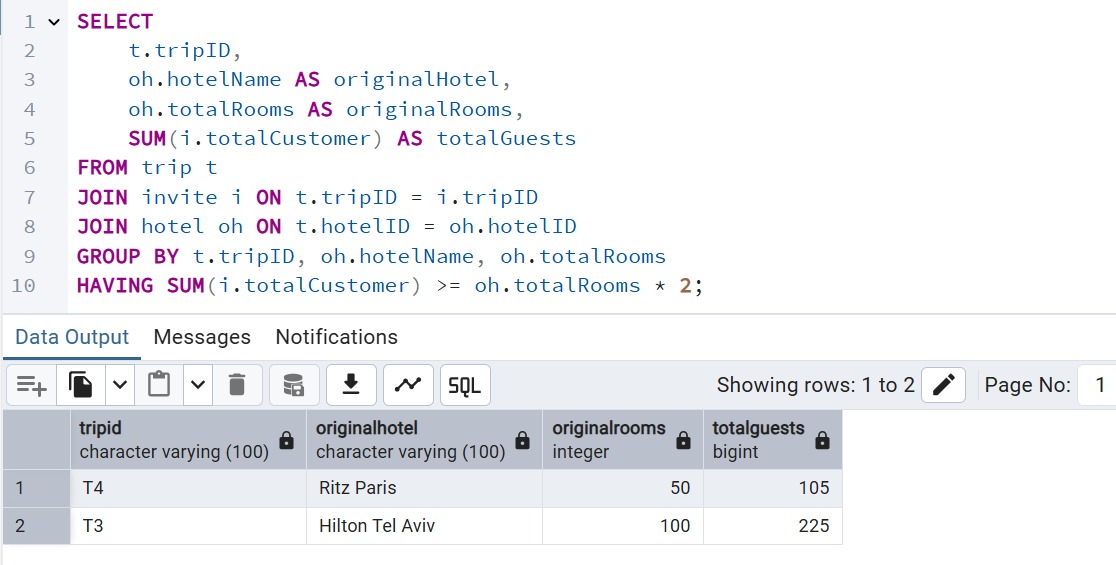 1 SELECT
2 t.tripID,
3 oh.hotelName AS originalHotel,
4 oh.totalRooms AS originalRooms,
5 SUM(i.totalCustomer) AS totalGuests
6 FROM trip t
7 JOIN invite i ON t.tripID = i.tripID
8 JOIN hotel oh ON t.hotelID = oh.hotelID
9 GROUP BY t.tripID, oh.hotelName, oh.totalRooms
10 HAVING SUM(i.totalCustomer) >= oh.totalRooms * 2;
Data Output Messages Notifications
SQL Showing rows: 1 to 2 Page No: 1
tripid originalhotel originalrooms totalguests
character varying (100) character varying (100) integer bigint
1 T4 Ritz Paris 50 105
2 T3 Hilton Tel Aviv 100 225